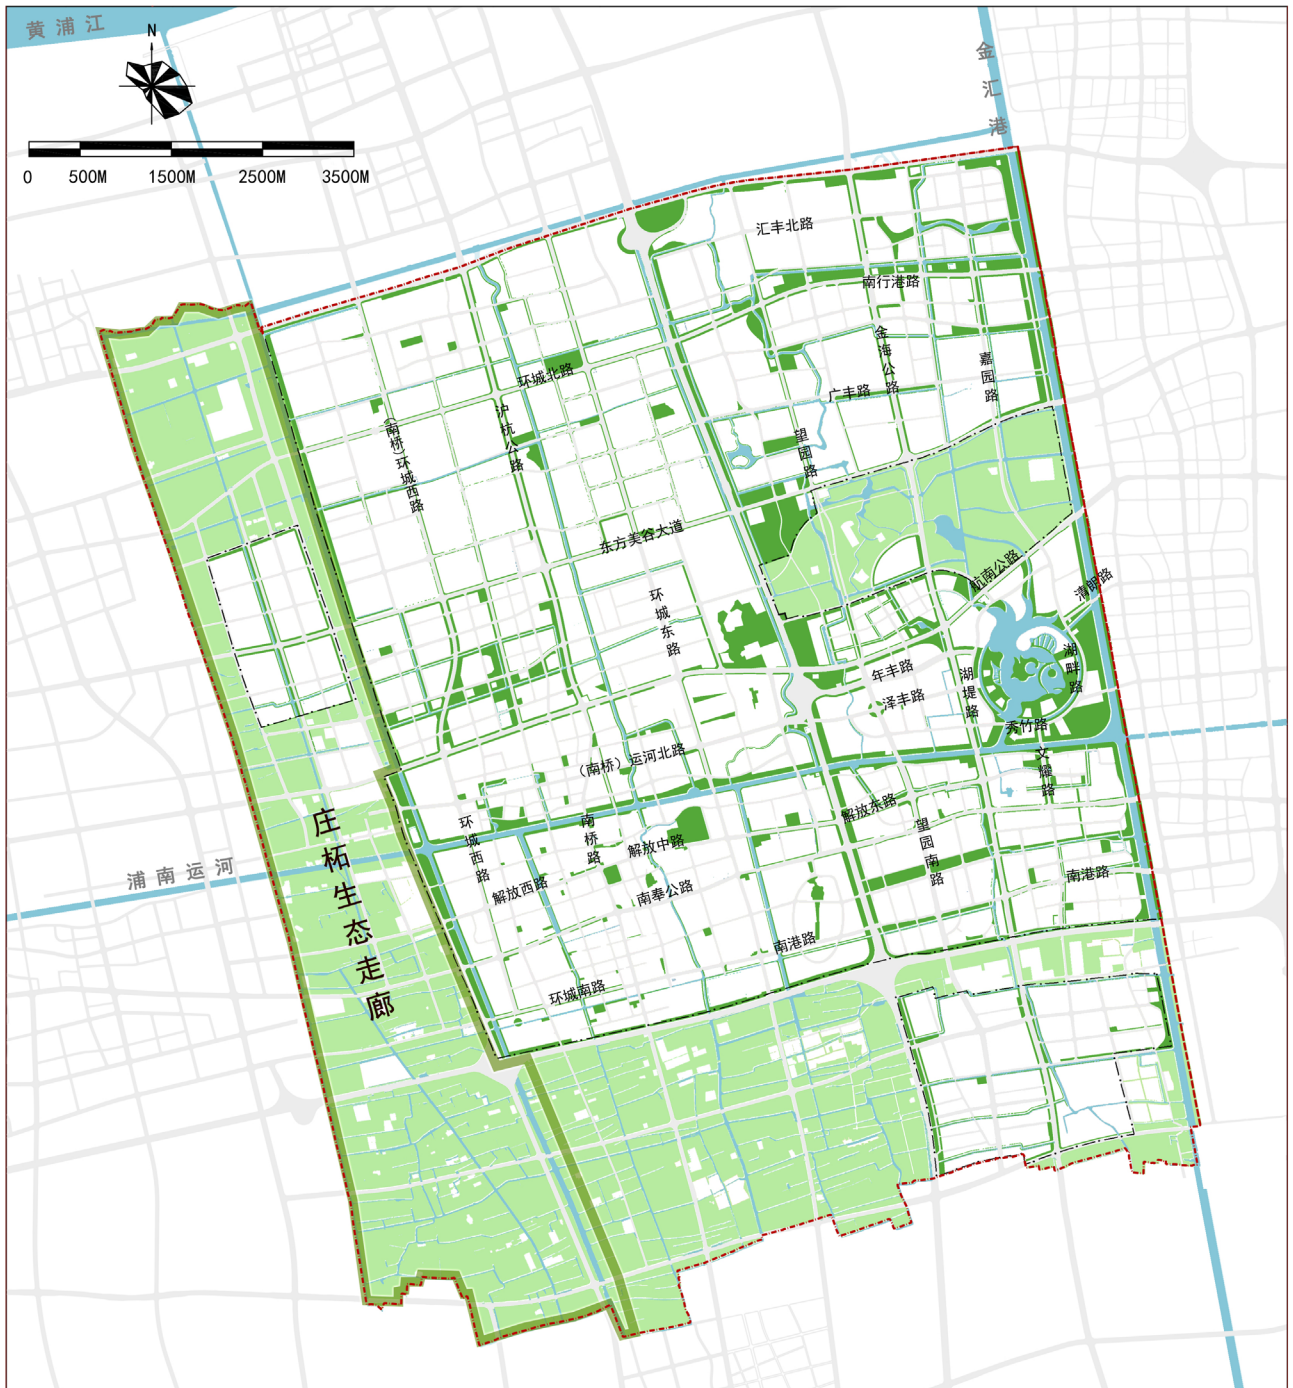 黄浦江
N
金汇港
0 500M 1500M 2500M 3500M
汇丰北路
南行港路
金海公路
嘉园路
环城北路
广丰路
沪杭公路
(南桥)环城西路
望园路
东方美谷大道
航南公路
清朗路
环城东路
湖畔路
年丰路
湖堤路
泽丰路
秀竹路
(南桥)运河北路
文耀路
庄柘生态走廊
环城西路
南桥路
解放东路
望园南路
解放中路
浦南运河
南港路
解放西路
南奉公路
南港路
环城南路